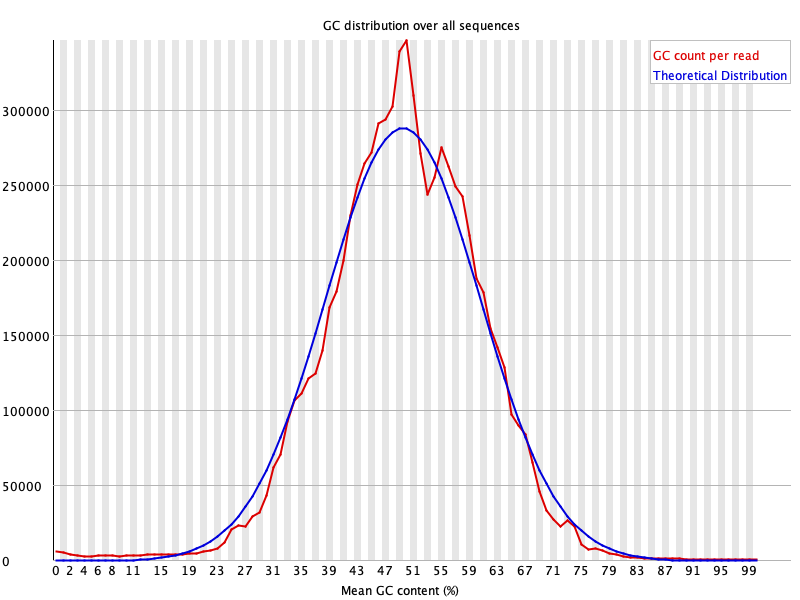 GC distribution over all sequences
GC count per read
Theoretical Distribution
300000
250000
200000
150000
100000
50000
0
0 2 4 6 8 11 15 19 23 27 31 35 39 43 47 51 55 59 63 67 71 75 79 83 87 91 95 99
Mean GC content (%)